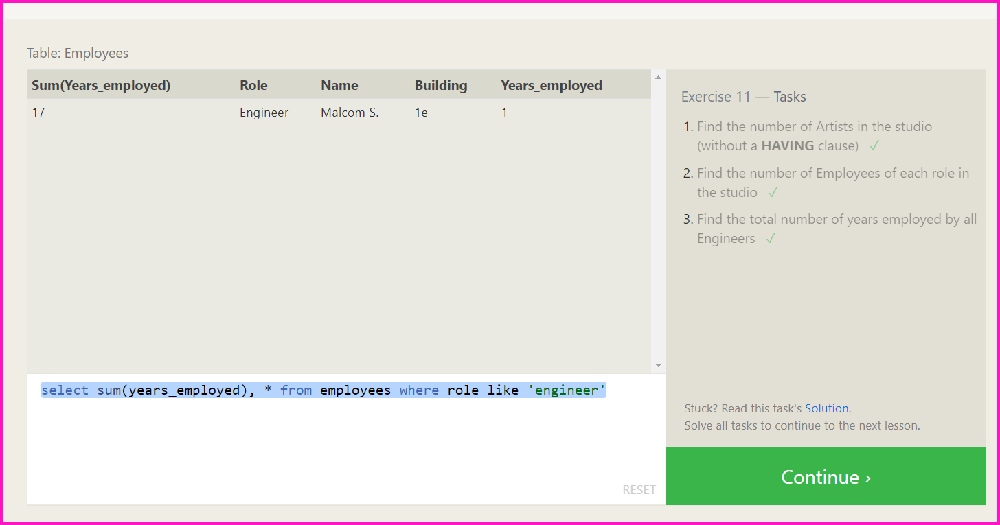 Table: Employees
Sum(Years_employed) Role Name Building Years_employed
17 Engineer Malcom S. 1e 1
select sum(years_employed), * from employees where role like 'engineer'
RESET
Exercise 11 — Tasks
1. Find the number of Artists in the studio
(without a HAVING clause) ✓
2. Find the number of Employees of each role in
the studio ✓
3. Find the total number of years employed by all
Engineers ✓
Stuck? Read this task's Solution.
Solve all tasks to continue to the next lesson.
Continue ›